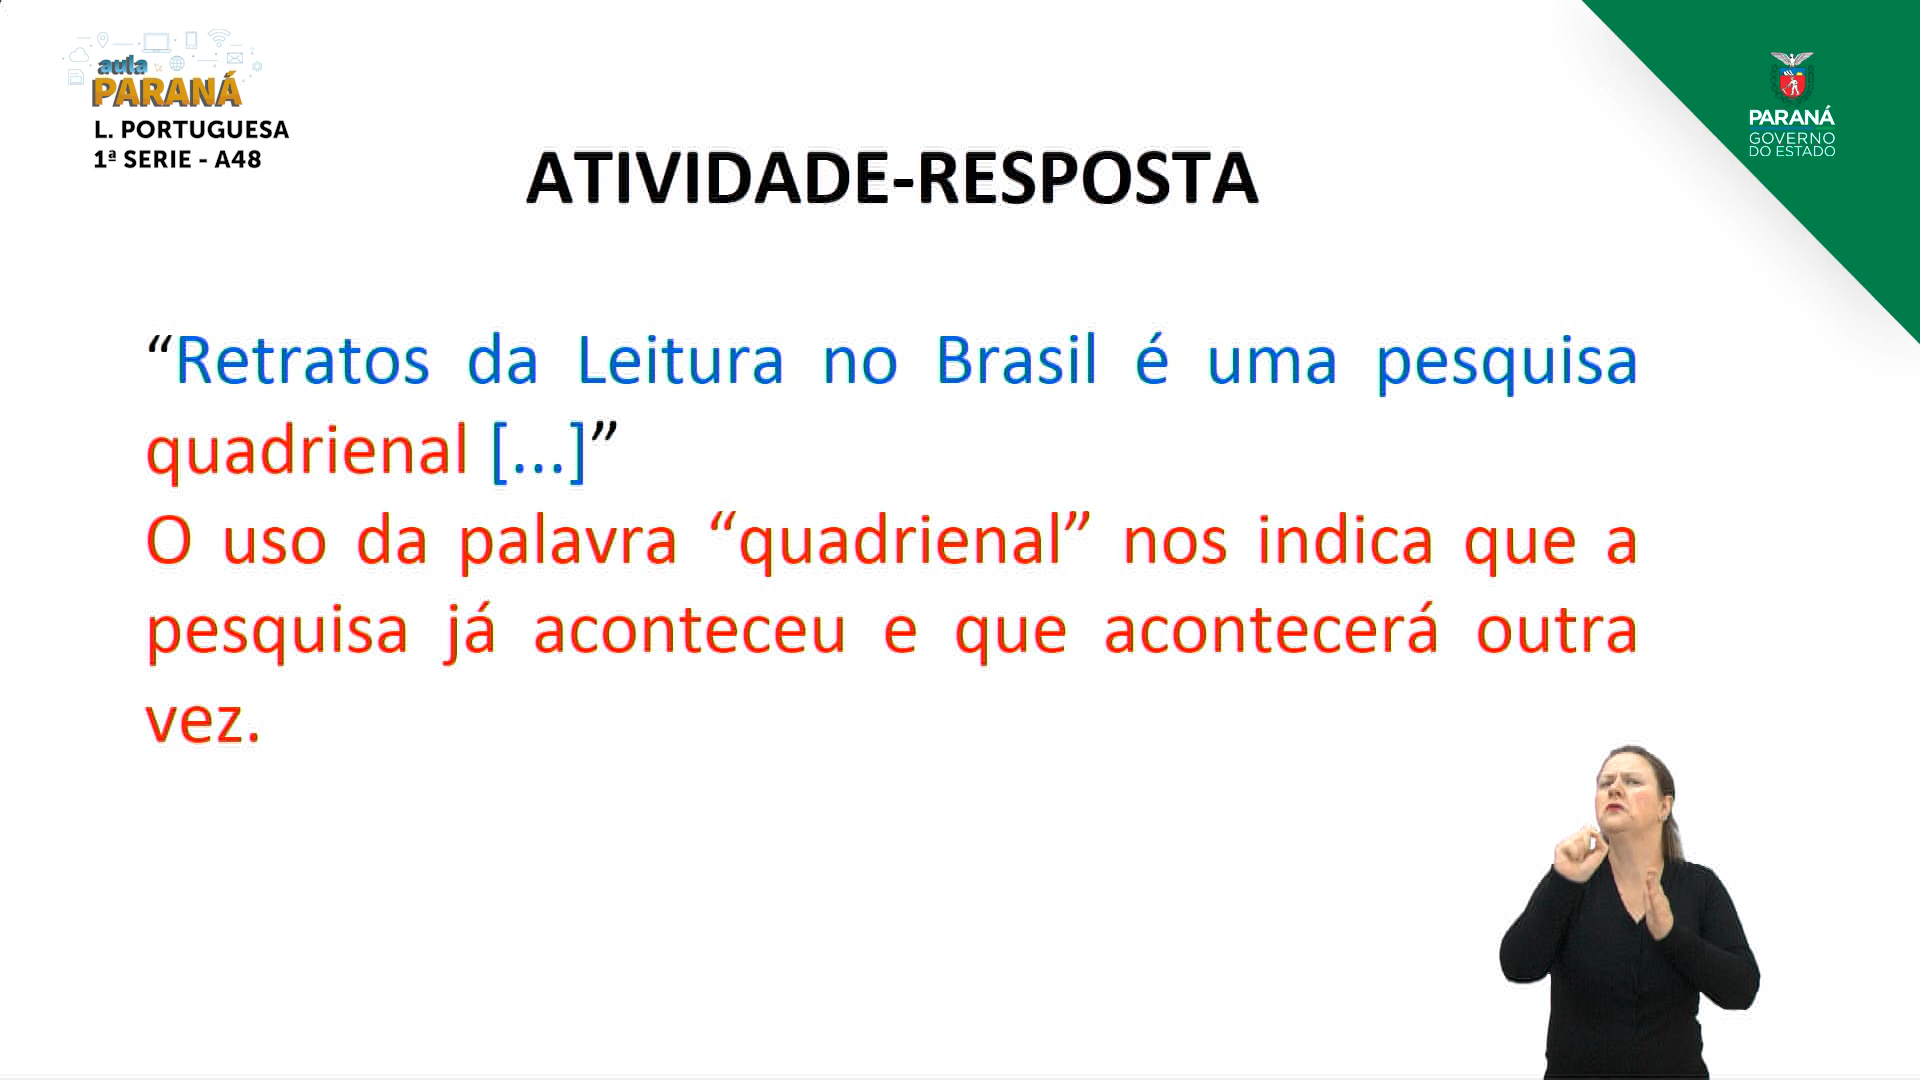 aula
PARANÁ
L. PORTUGUESA
1ª SERIE - A48
PARANÁ
GOVERNO
DO ESTADO
ATIVIDADE-RESPOSTA
“Retratos da Leitura no Brasil é uma pesquisa
quadrienal [...]”
O uso da palavra “quadrienal” nos indica que a
pesquisa já aconteceu e que acontecerá outra
vez.